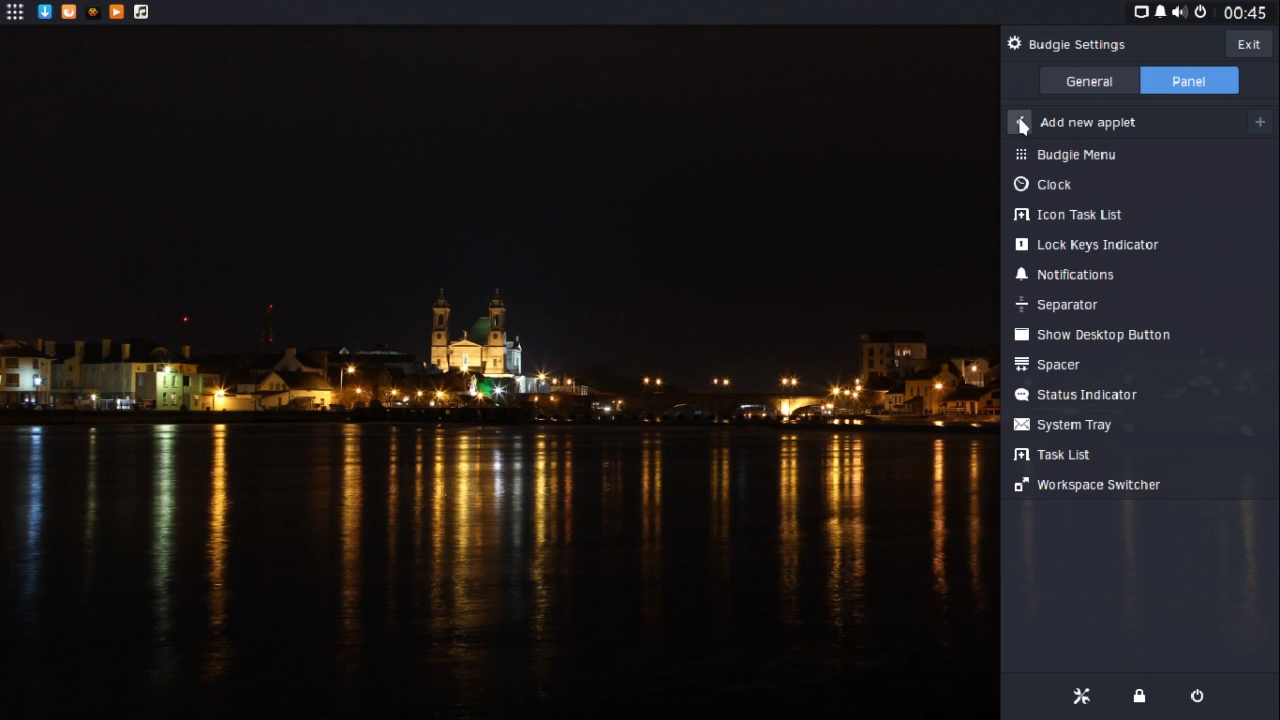 00:45
Budgie Settings
Exit
General
Panel
Add new applet
Budgie Menu
Clock
Icon Task List
Lock Keys Indicator
Notifications
Separator
Show Desktop Button
Spacer
Status Indicator
System Tray
Task List
Workspace Switcher